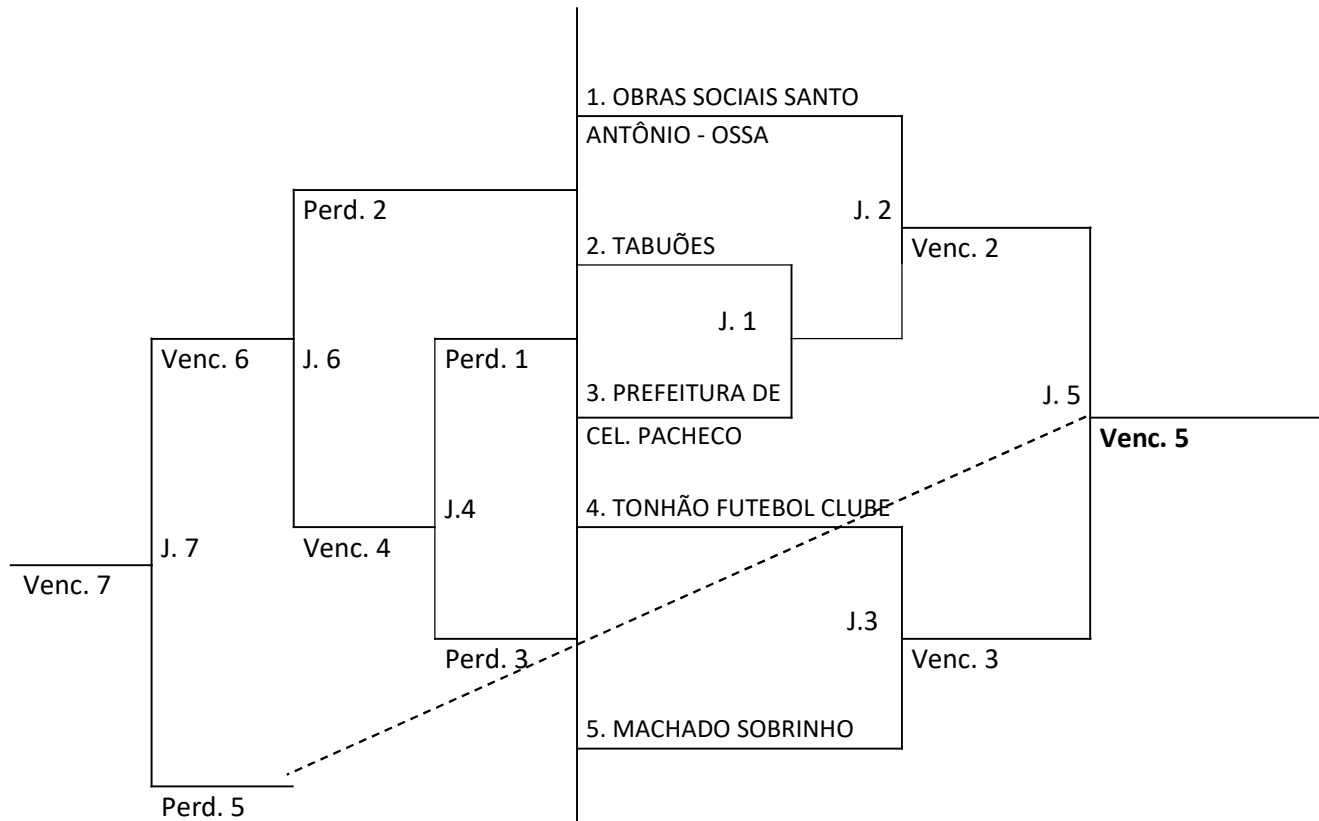 1. OBRAS SOCIAIS SANTO
ANTÔNIO - OSSA
Perd. 2
J. 2
2. TABUÕES
Venc. 2
J. 1
Venc. 6
J. 6
Perd. 1
3. PREFEITURA DE
J. 5
CEL. PACHECO
Venc. 5
J.4
4. TONHÃO FUTEBOL CLUBE
J. 7
Venc. 4
Venc. 7
J.3
Perd. 3
Venc. 3
5. MACHADO SOBRINHO
Perd. 5